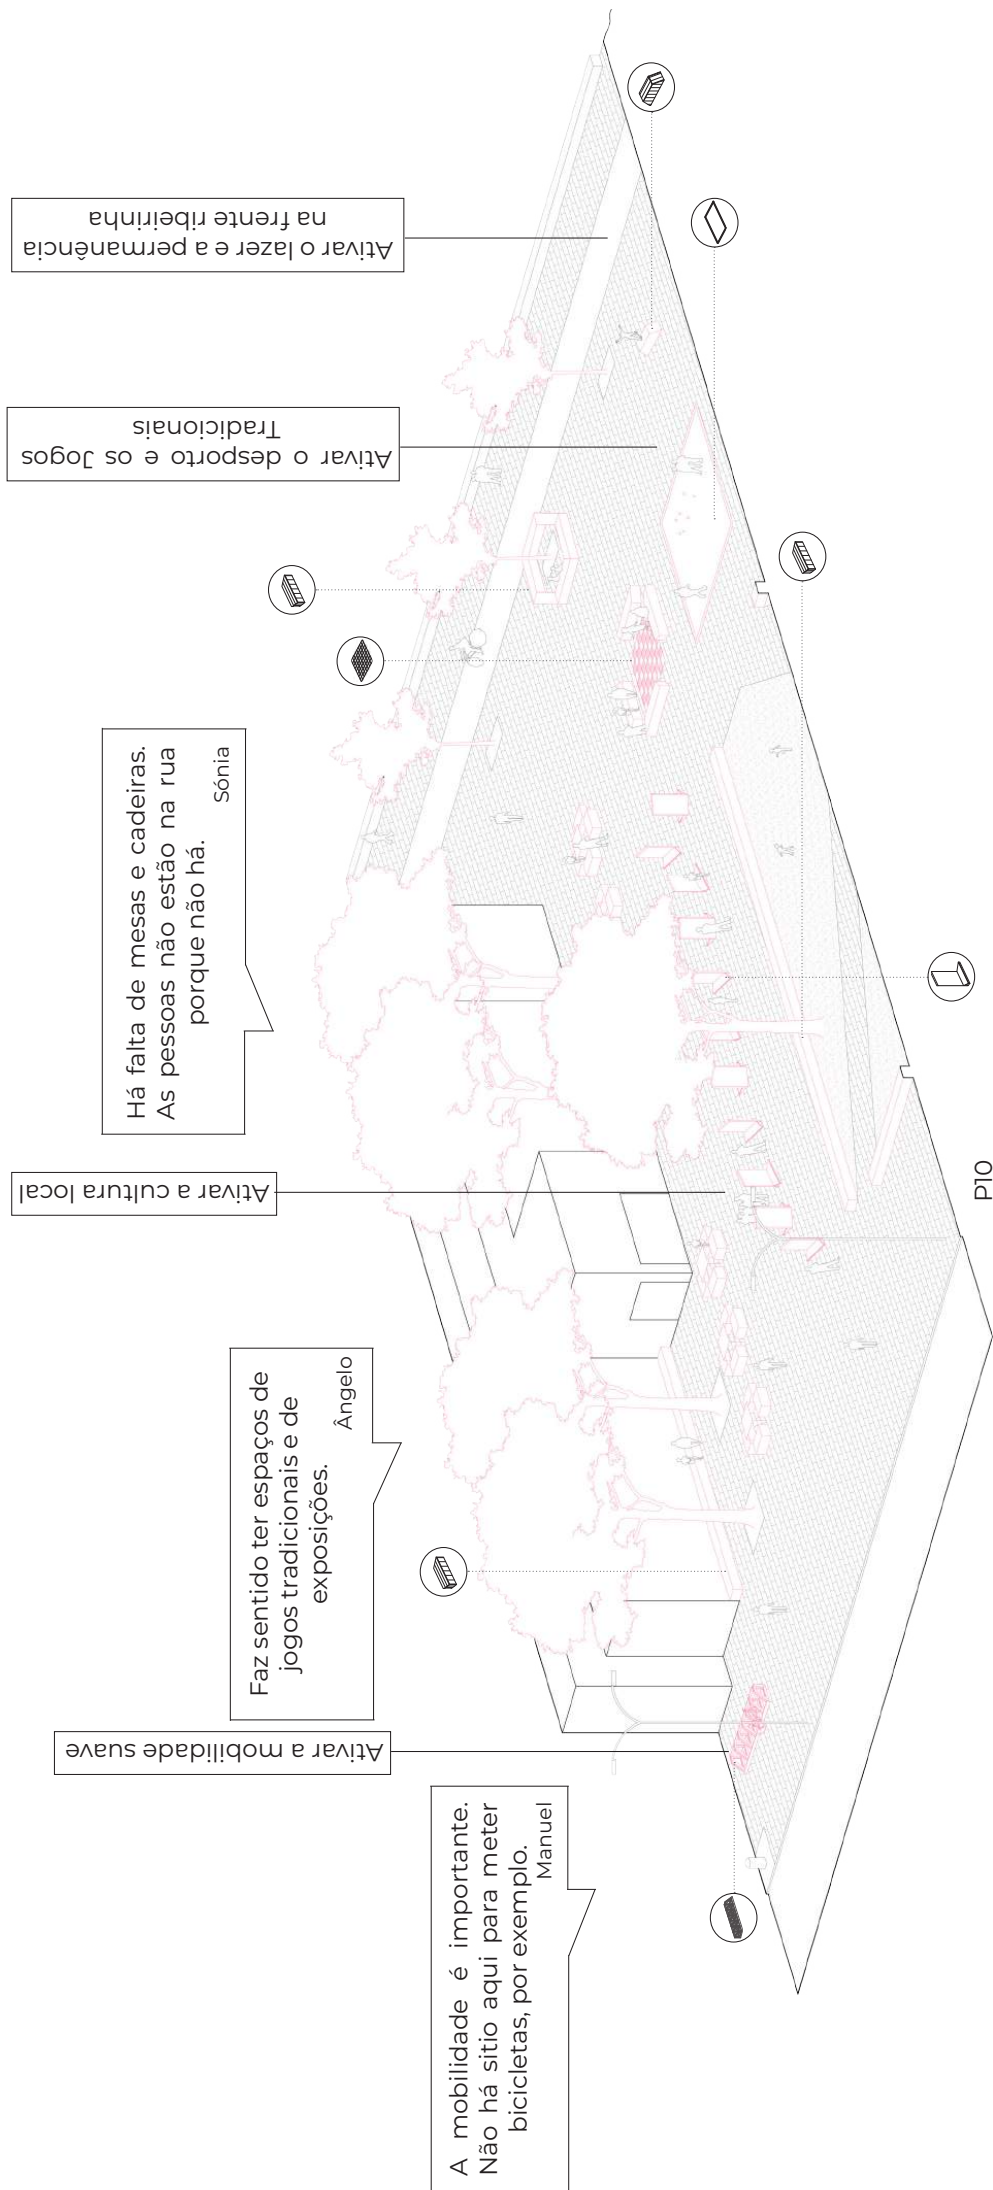 A mobilidade é importante.
Não há sitio aqui para meter
bicicletas, por exemplo.
Manuel
Ativar a mobilidade suave
Faz sentido ter espaços de
jogos tradicionais e de
exposições.
Ângelo
Ativar a cultura local
Há falta de mesas e cadeiras.
As pessoas não estão na rua
porque não há.
Sónia
Ativar o desporto e os Jogos
Tradicionais
Ativar o lazer e a permanência
na frente ribeirinha
P10